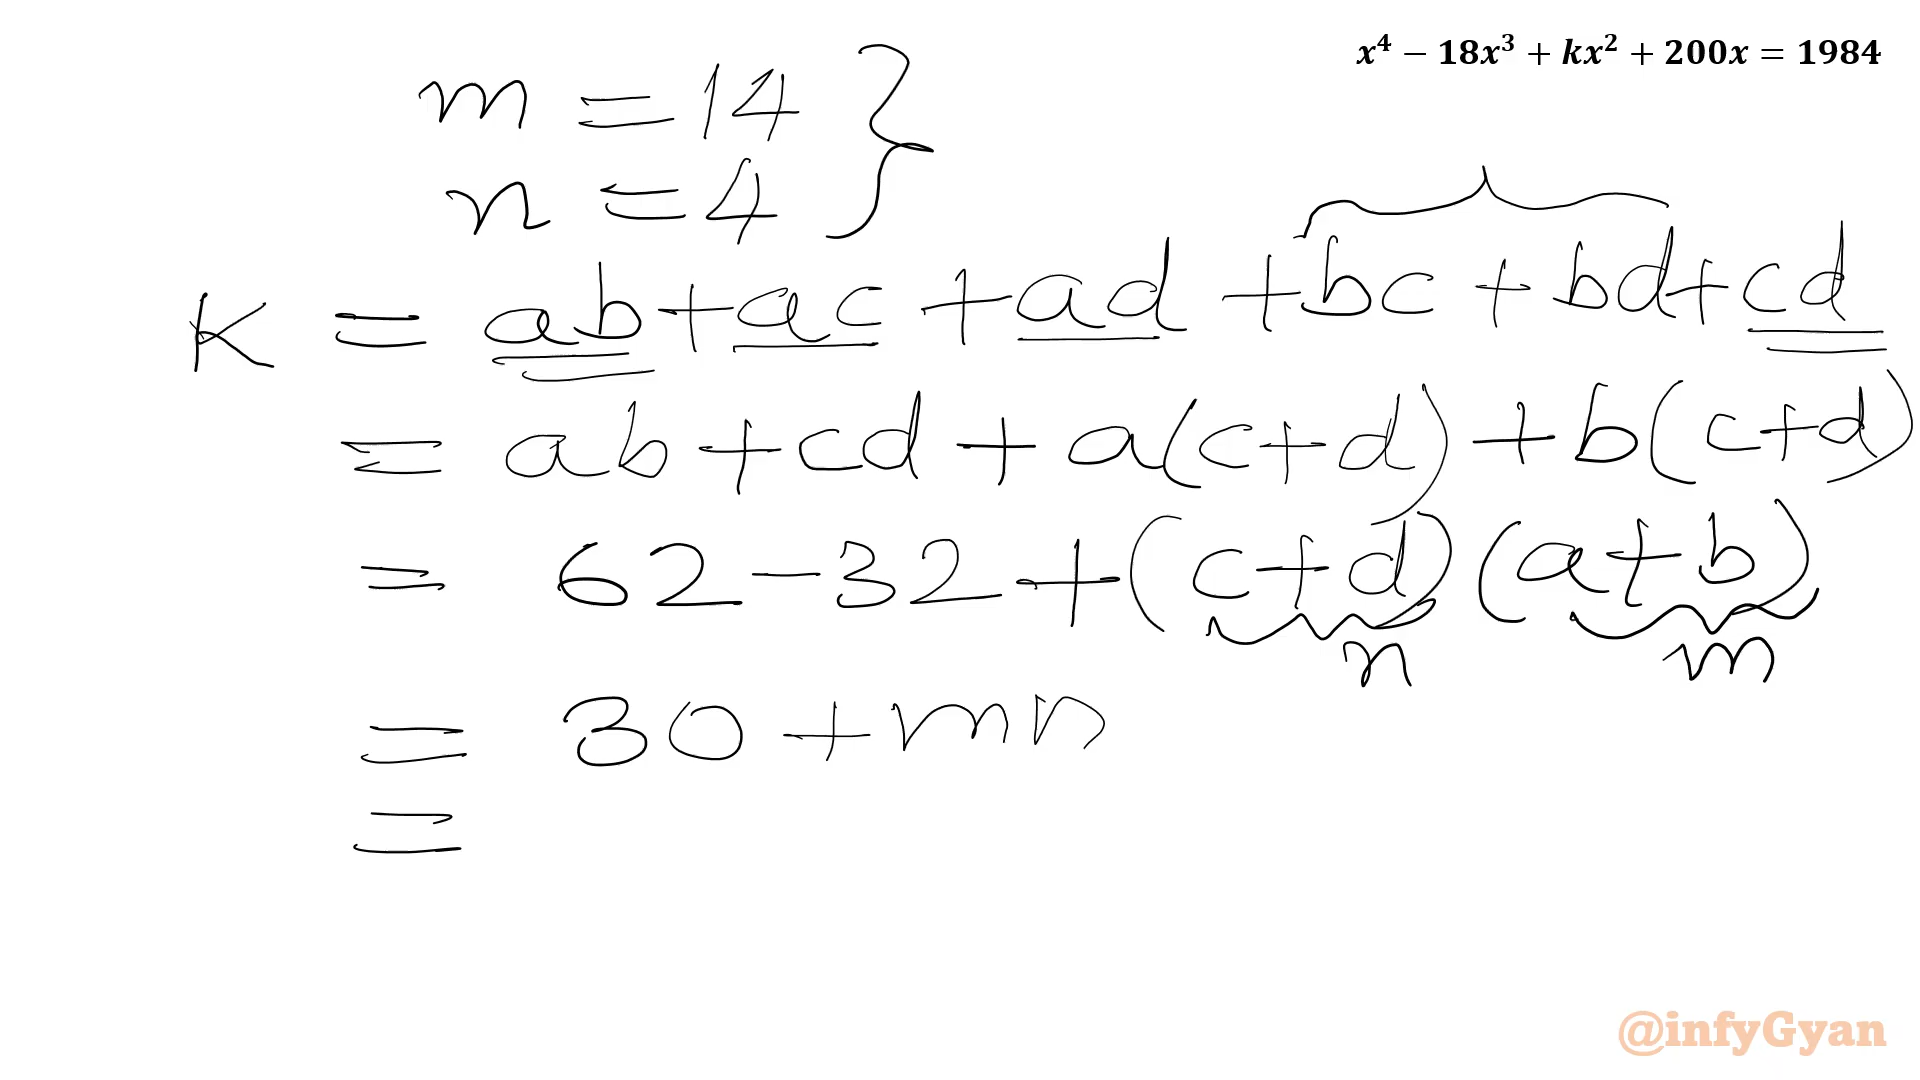 x⁴ − 18x³ + kx² + 200x = 1984
m = 14
n = 4
K = ab + ac + ad + bc + bd + cd
= ab + cd + a(c+d) + b(c+d)
= 62 − 32 + (c+d)(a+b)
n m
= 30 + mn
=
@infyGyan